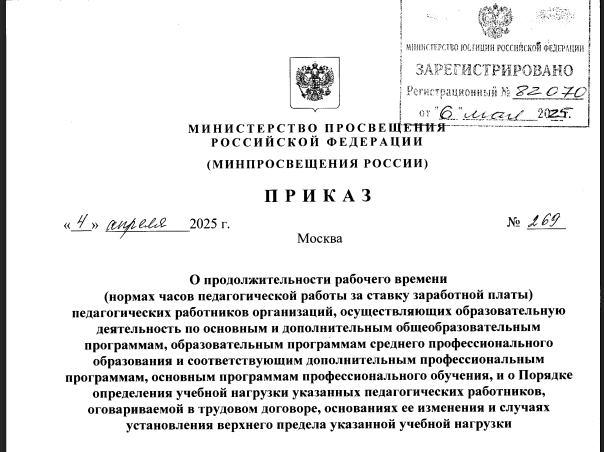 МИНИСТЕРСТВО ЮСТИЦИИ РОССИЙСКОЙ ФЕДЕРАЦИИ
ЗАРЕГИСТРИРОВАНО
Регистрационный № 82070
от "6" мая 2025г.
МИНИСТЕРСТВО ПРОСВЕЩЕНИЯ
РОССИЙСКОЙ ФЕДЕРАЦИИ
(МИНПРОСВЕЩЕНИЯ РОССИИ)
ПРИКАЗ
«4» апреля 2025 г. № 269
Москва
О продолжительности рабочего времени
(нормах часов педагогической работы за ставку заработной платы)
педагогических работников организаций, осуществляющих образовательную
деятельность по основным и дополнительным общеобразовательным
программам, образовательным программам среднего профессионального
образования и соответствующим дополнительным профессиональным
программам, основным программам профессионального обучения, и о Порядке
определения учебной нагрузки указанных педагогических работников,
оговариваемой в трудовом договоре, основаниях ее изменения и случаях
установления верхнего предела указанной учебной нагрузки